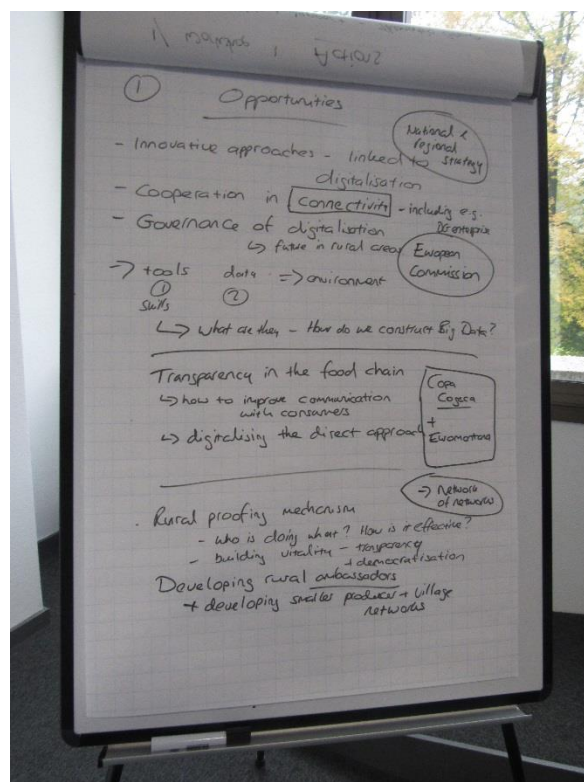 ①
Opportunities
National &
regional
strategy
- Innovative approaches - linked to
digitalisation
- Cooperation in connectivity - including e.g.
DG enterprise
- Governance of digitalisation
↳ future in rural areas
European
Commission
-> tools data => environment
① ②
skills
↳ what are they - How do we construct Big Data?
Transparency in the food chain
↳ how to improve communication
with consumers
↳ digitalising the direct approach
Copa
Cogeca
+
Euromontana
=> Network
of networks
. Rural proofing mechanism
- who is doing what? How is it effective?
- building vitality - transparency
+ democratisation
Developing rural ambassadors
+ developing smaller producer + village
networks